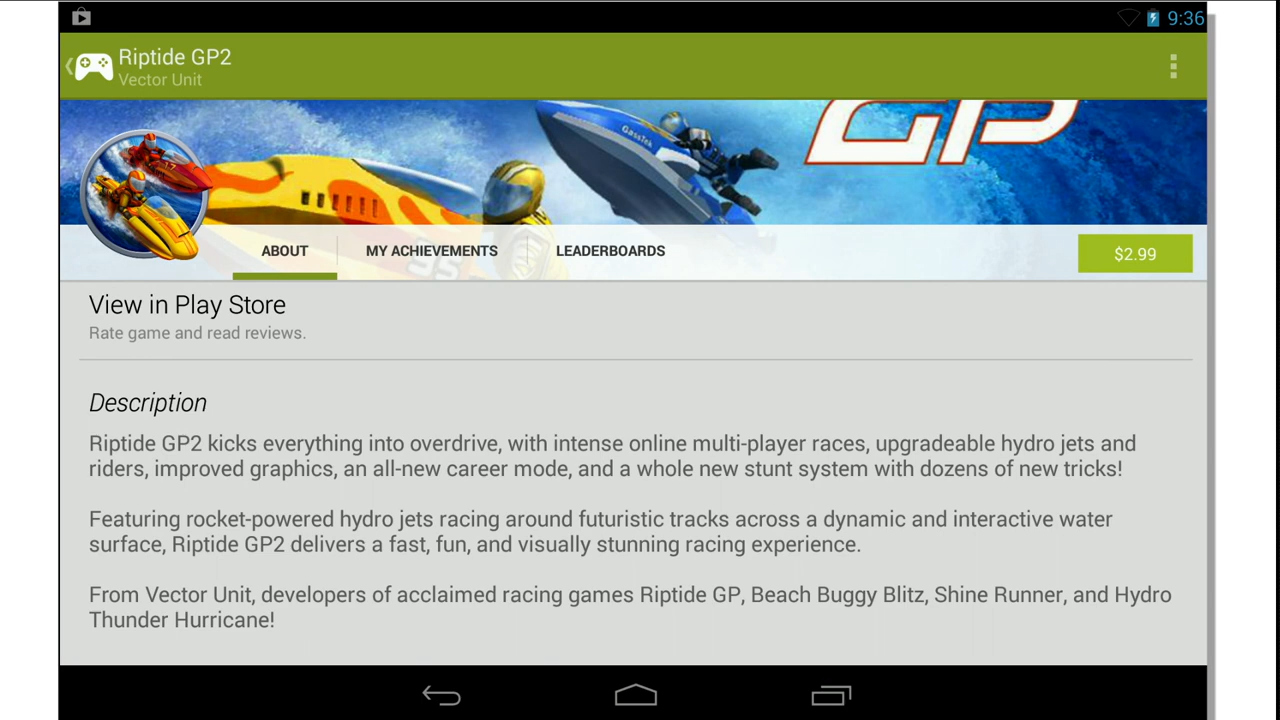 9:36
Riptide GP2
Vector Unit
GassTek
GP
ABOUT
MY ACHIEVEMENTS
LEADERBOARDS
$2.99
View in Play Store
Rate game and read reviews.
Description
Riptide GP2 kicks everything into overdrive, with intense online multi-player races, upgradeable hydro jets and
riders, improved graphics, an all-new career mode, and a whole new stunt system with dozens of new tricks!
Featuring rocket-powered hydro jets racing around futuristic tracks across a dynamic and interactive water
surface, Riptide GP2 delivers a fast, fun, and visually stunning racing experience.
From Vector Unit, developers of acclaimed racing games Riptide GP, Beach Buggy Blitz, Shine Runner, and Hydro
Thunder Hurricane!